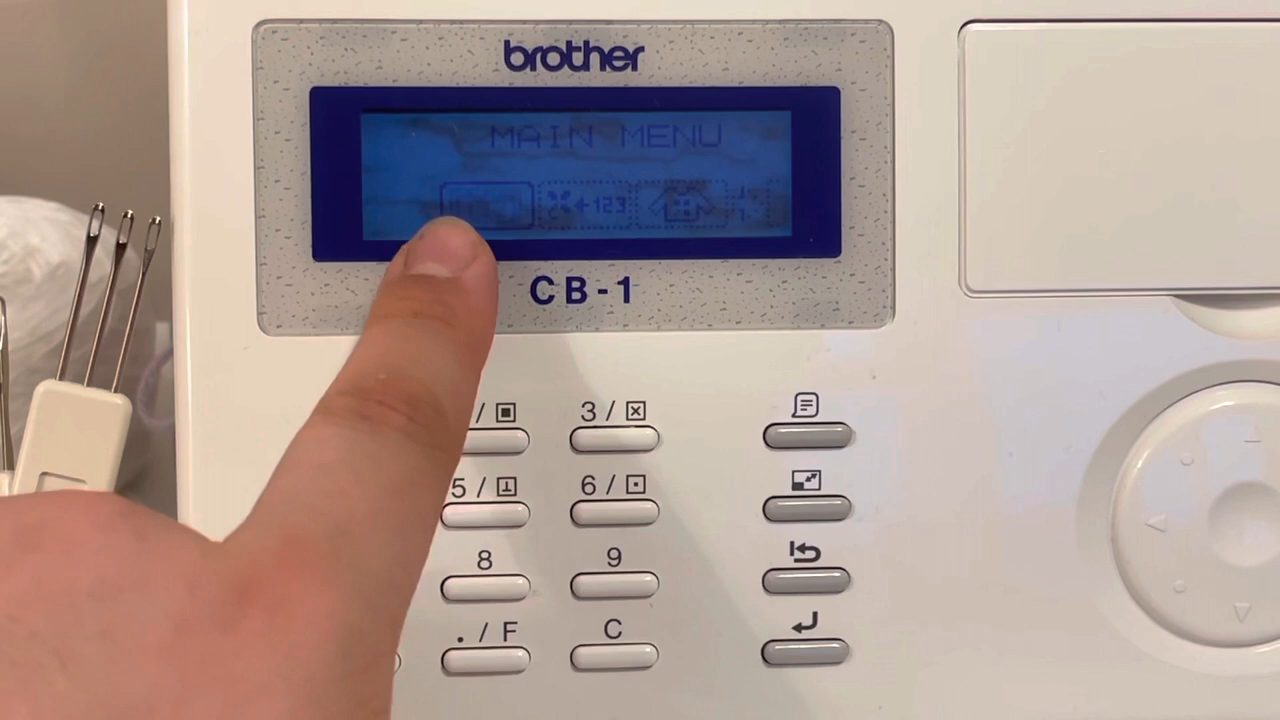 brother
MAIN MENU
123
CB-1
/
3 /
5 /
6 /
8
9
. / F
C